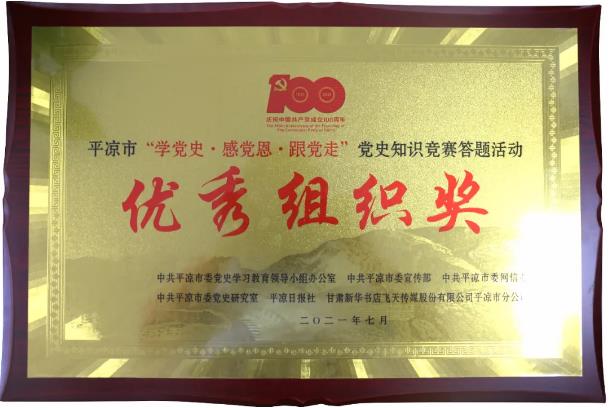 100
庆祝中国共产党成立100周年
平凉市“学党史·感党恩·跟党走”党史知识竞赛答题活动
优秀组织奖
中共平凉市委党史学习教育领导小组办公室 中共平凉市委宣传部 中共平凉市委网信
中共平凉市委党史研究室 平凉日报社 甘肃新华书店飞天传媒股份有限公司平凉市分公
二〇二一年七月